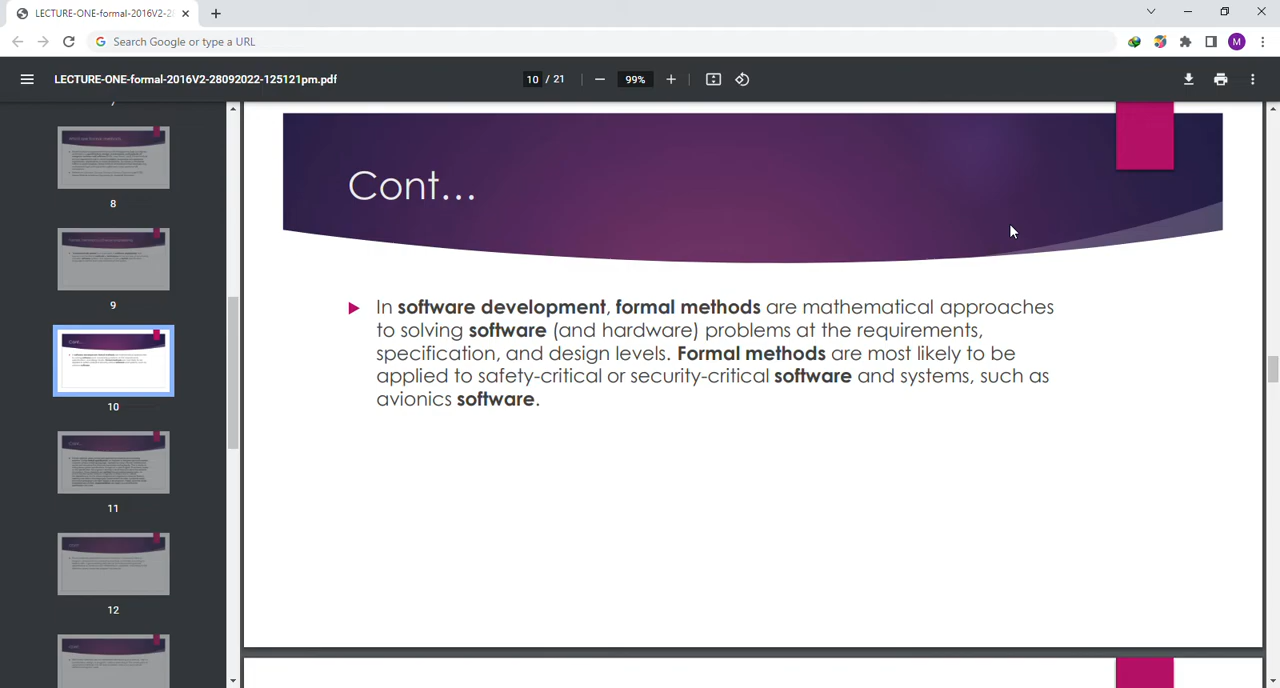 LECTURE-ONE-formal-2016V2-2
Search Google or type a URL
M
LECTURE-ONE-formal-2016V2-28092022-125121pm.pdf
10 / 21
99%
8
9
10
11
12
Cont…
In software development, formal methods are mathematical approaches
to solving software (and hardware) problems at the requirements,
specification, and design levels. Formal methods are most likely to be
applied to safety-critical or security-critical software and systems, such as
avionics software.